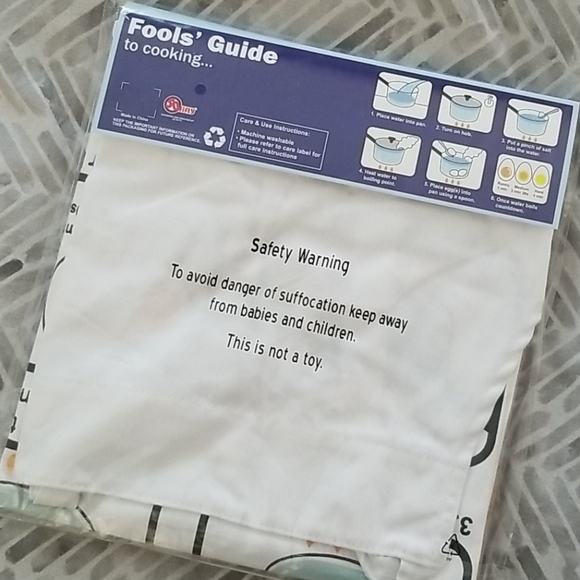 Fools' Guide
to cooking...
Made in China
KEEP THE IMPORTANT INFORMATION ON
THIS PACKAGING FOR FUTURE REFERENCE.
Care & Use Instructions:
• Machine washable
• Please refer to care label for
full care instructions
1. Place water into pan.
2. Turn on hob.
3. Put a pinch of salt
into the water.
4. Heat water to
boiling point.
5. Place egg(s) into
pan using a spoon.
6. Once water boils
countdown.
Safety Warning
To avoid danger of suffocation keep away
from babies and children.
This is not a toy.
3.